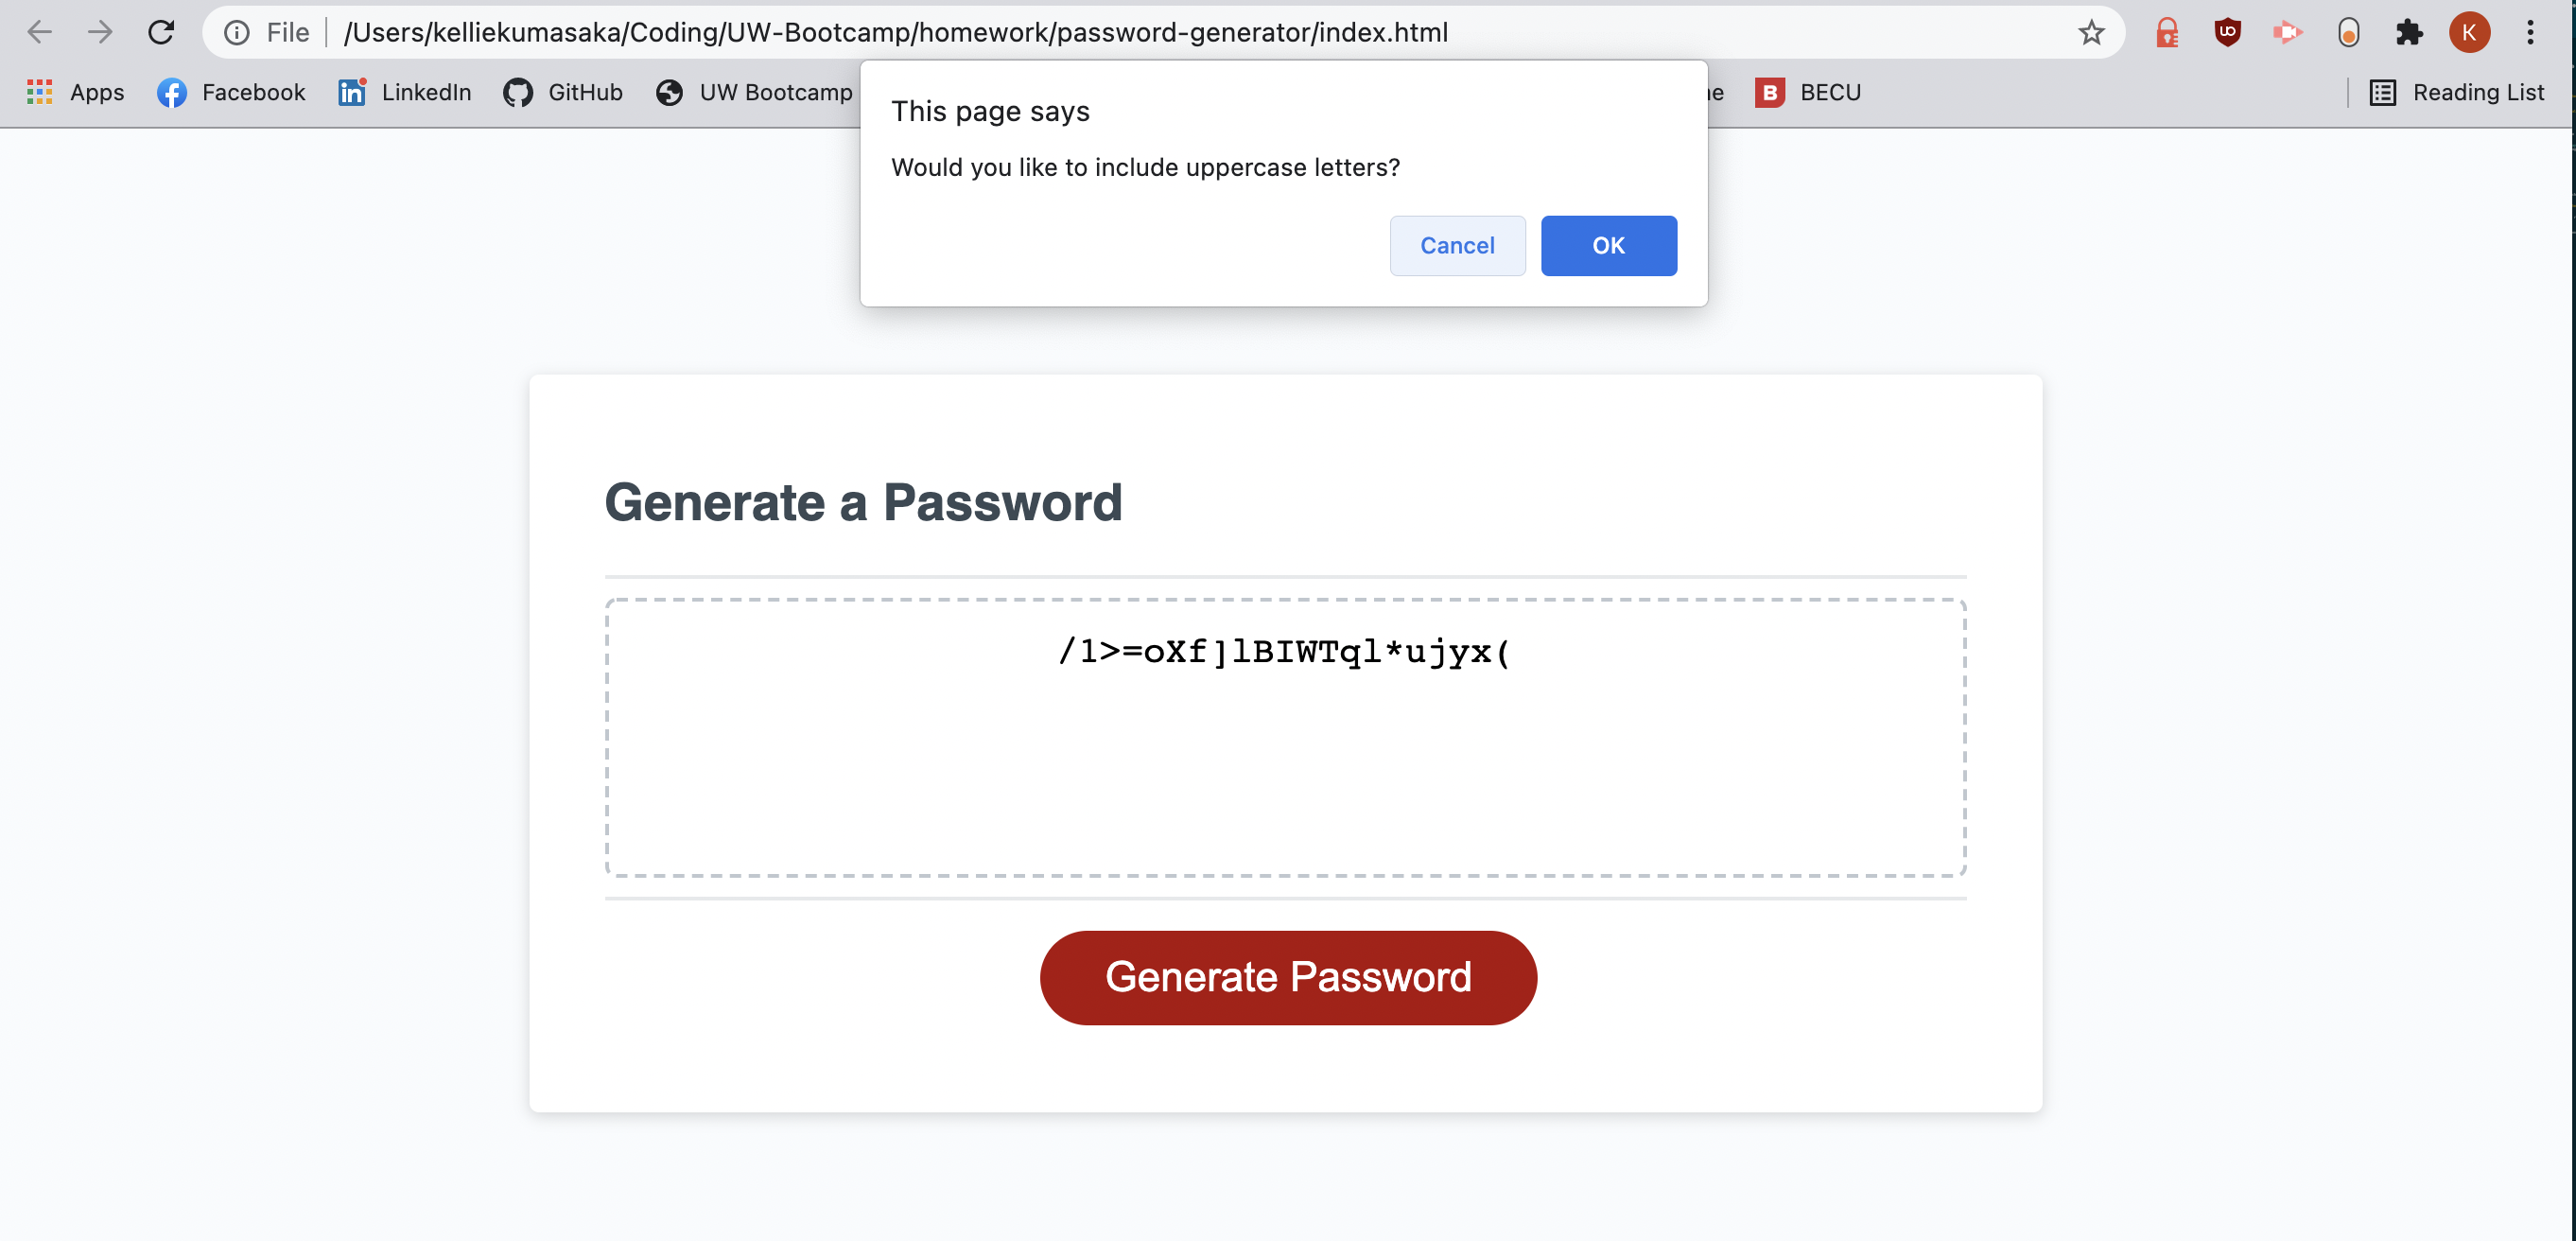 File /Users/kelliekumasaka/Coding/UW-Bootcamp/homework/password-generator/index.html K
Apps Facebook LinkedIn GitHub UW Bootcamp BECU Reading List
This page says
Would you like to include uppercase letters?
Cancel OK
Generate a Password
/1>=oXf]lBIWTql*ujyx(
Generate Password